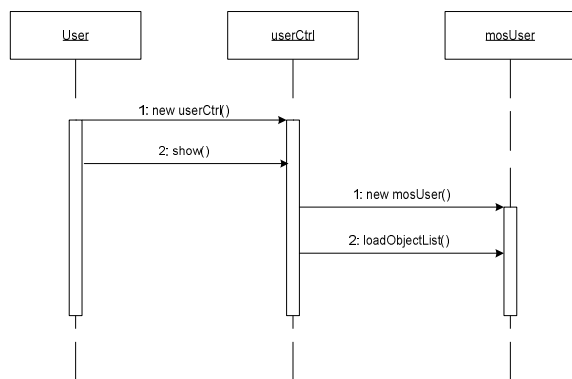 User
userCtrl
mosUser
1: new userCtrl()
2: show()
1: new mosUser()
2: loadObjectList()